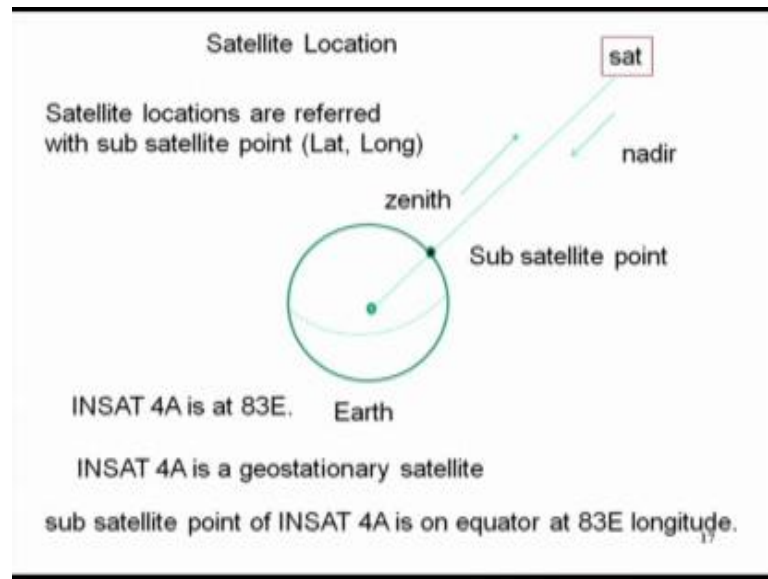 Satellite Location
sat
Satellite locations are referred
with sub satellite point (Lat, Long)
nadir
zenith
Sub satellite point
INSAT 4A is at 83E.
Earth
INSAT 4A is a geostationary satellite
sub satellite point of INSAT 4A is on equator at 83E longitude.
17